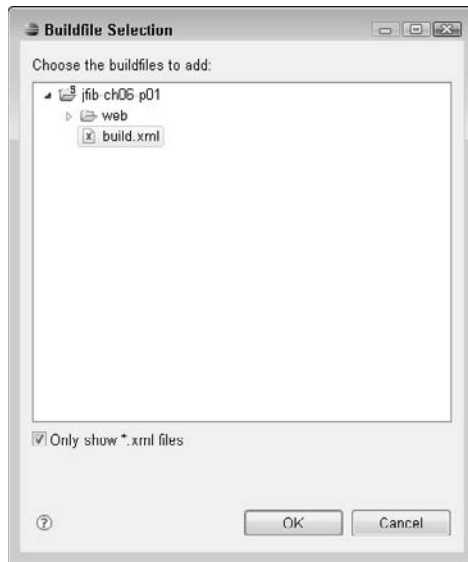 Buildfile Selection
Choose the buildfiles to add:
jfib-ch06-p01
web
build.xml
Only show *.xml files
OK
Cancel